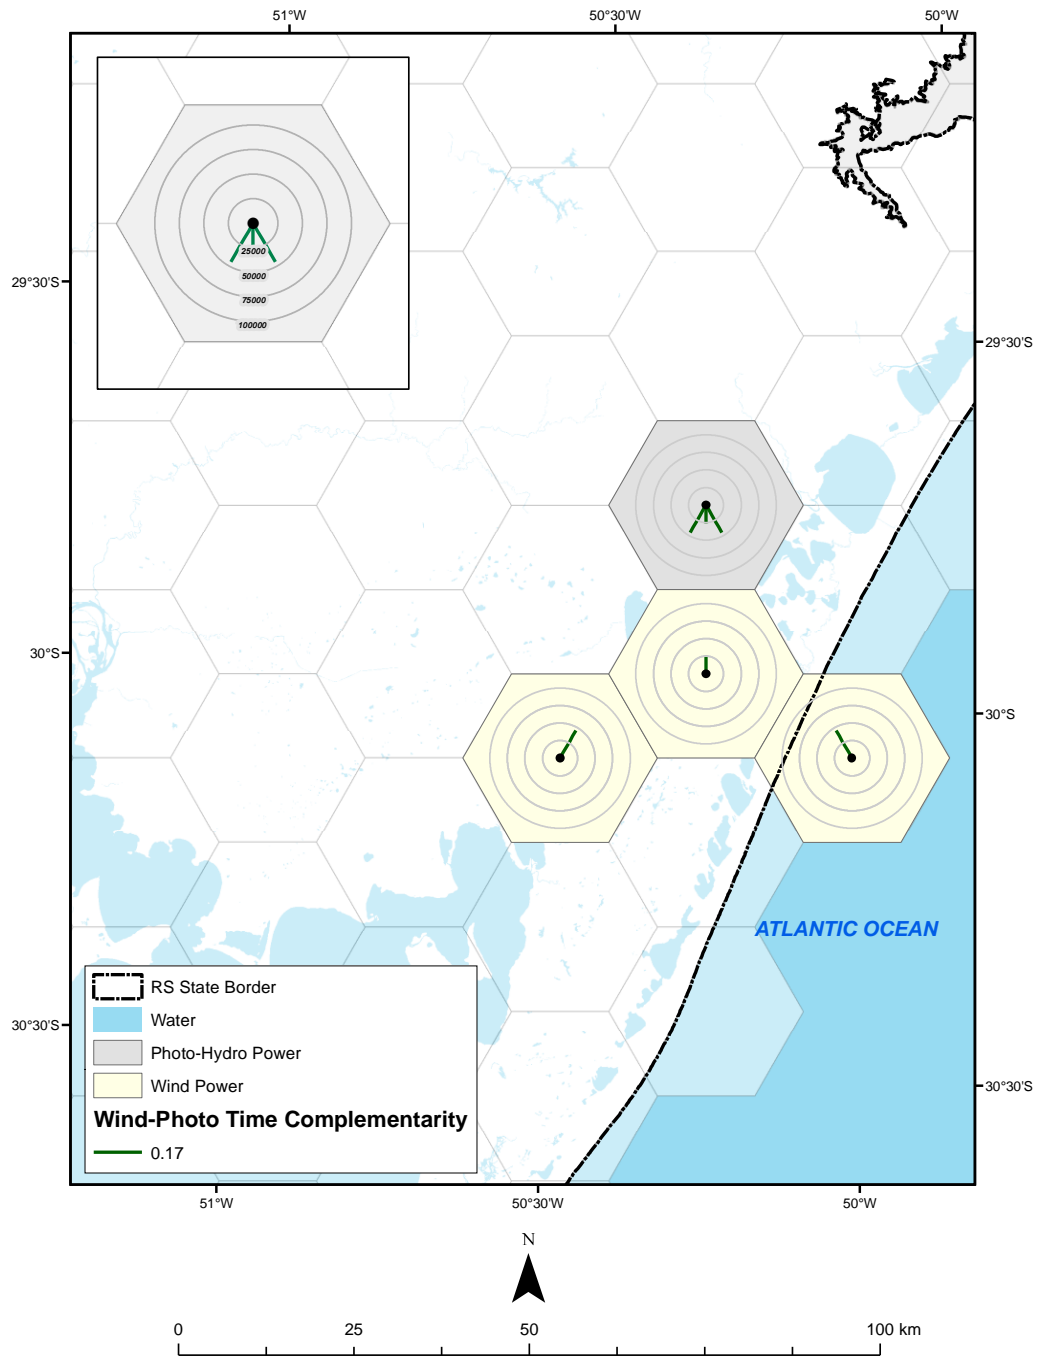 51°W 50°30'W 50°W
25000
50000
75000
100000
29°30'S
29°30'S
30°S
30°S
ATLANTIC OCEAN
RS State Border
Water
Photo-Hydro Power
Wind Power
Wind-Photo Time Complementarity
0.17
30°30'S
30°30'S
51°W 50°30'W 50°W
N
0 25 50 100 km